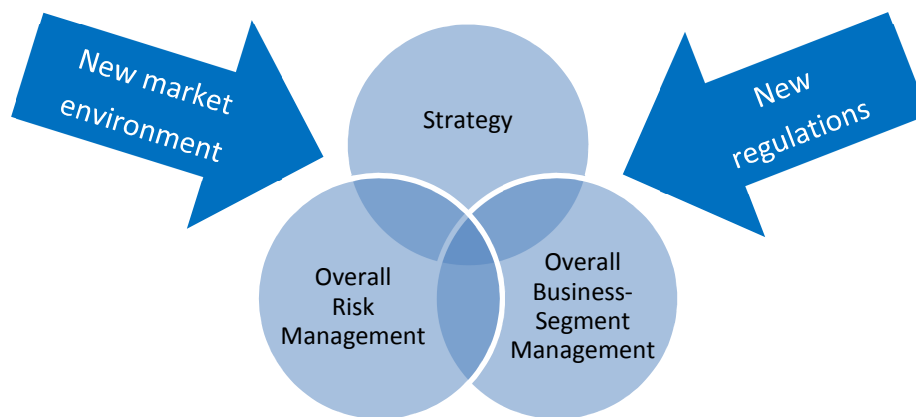 New market
environment
New
regulations
Strategy
Overall
Risk
Management
Overall
Business-
Segment
Management